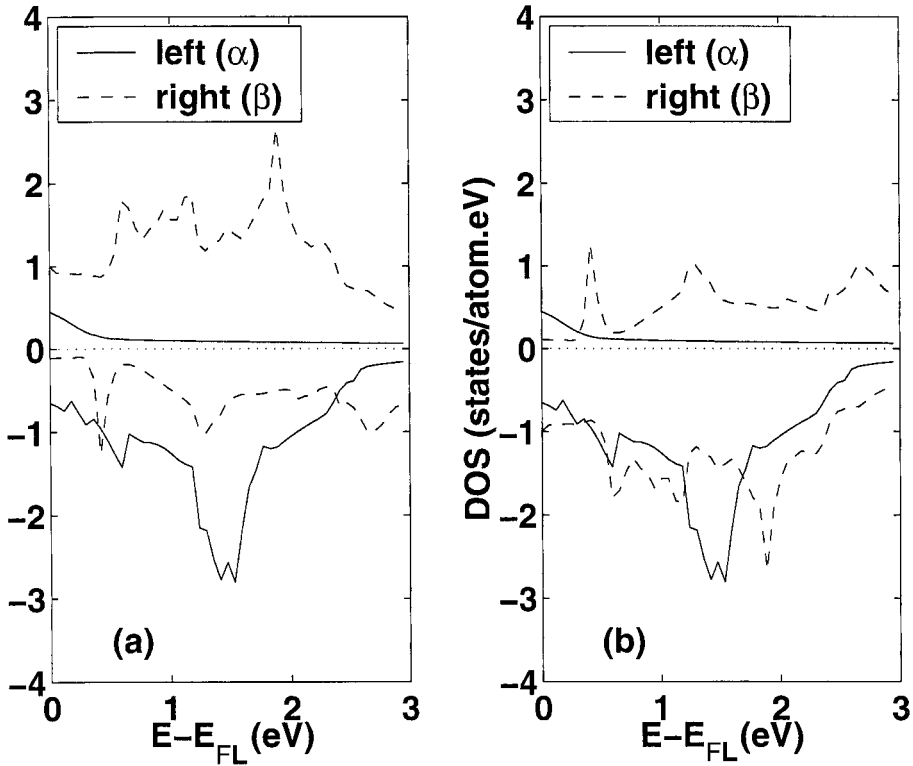 4
3
2
1
0
−1
−2
−3
−4
left (α)
right (β)
(a)
0 1 2 3
E−E_FL (eV)
DOS (states/atom.eV)
4
3
2
1
0
−1
−2
−3
−4
left (α)
right (β)
(b)
0 1 2 3
E−E_FL (eV)